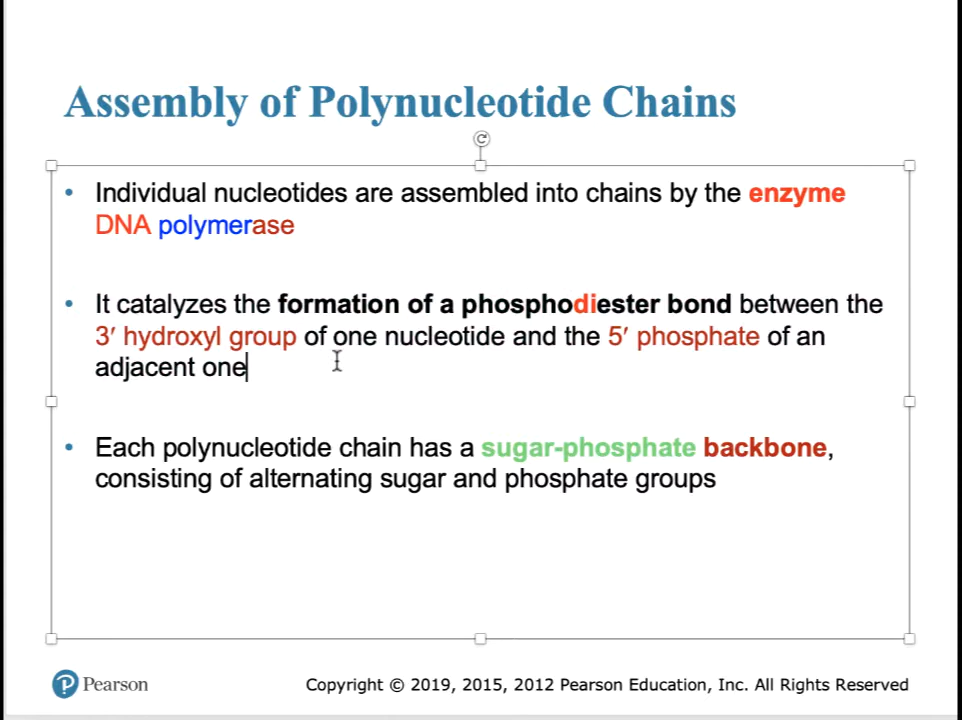 Assembly of Polynucleotide Chains
• Individual nucleotides are assembled into chains by the enzyme
DNA polymerase
• It catalyzes the formation of a phosphodiester bond between the
3′ hydroxyl group of one nucleotide and the 5′ phosphate of an
adjacent one
• Each polynucleotide chain has a sugar-phosphate backbone,
consisting of alternating sugar and phosphate groups
P Pearson
Copyright © 2019, 2015, 2012 Pearson Education, Inc. All Rights Reserved